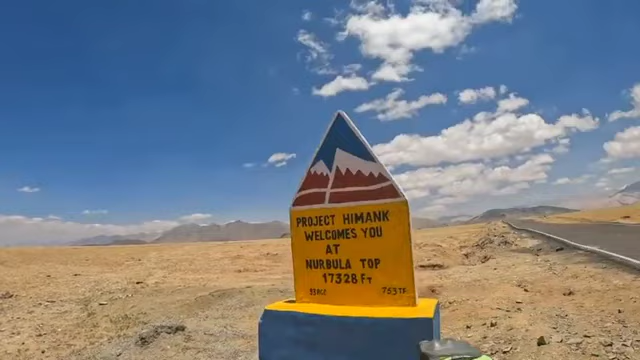 PROJECT HIMANK
WELCOMES YOU
AT
NURBULA TOP
17328 FT
753TF